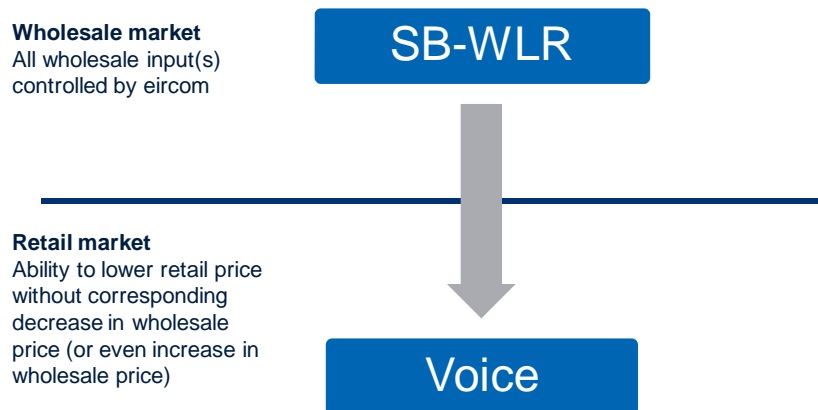 Wholesale market
All wholesale input(s)
controlled by eircom
SB-WLR
Retail market
Ability to lower retail price
without corresponding
decrease in wholesale
price (or even increase in
wholesale price)
Voice